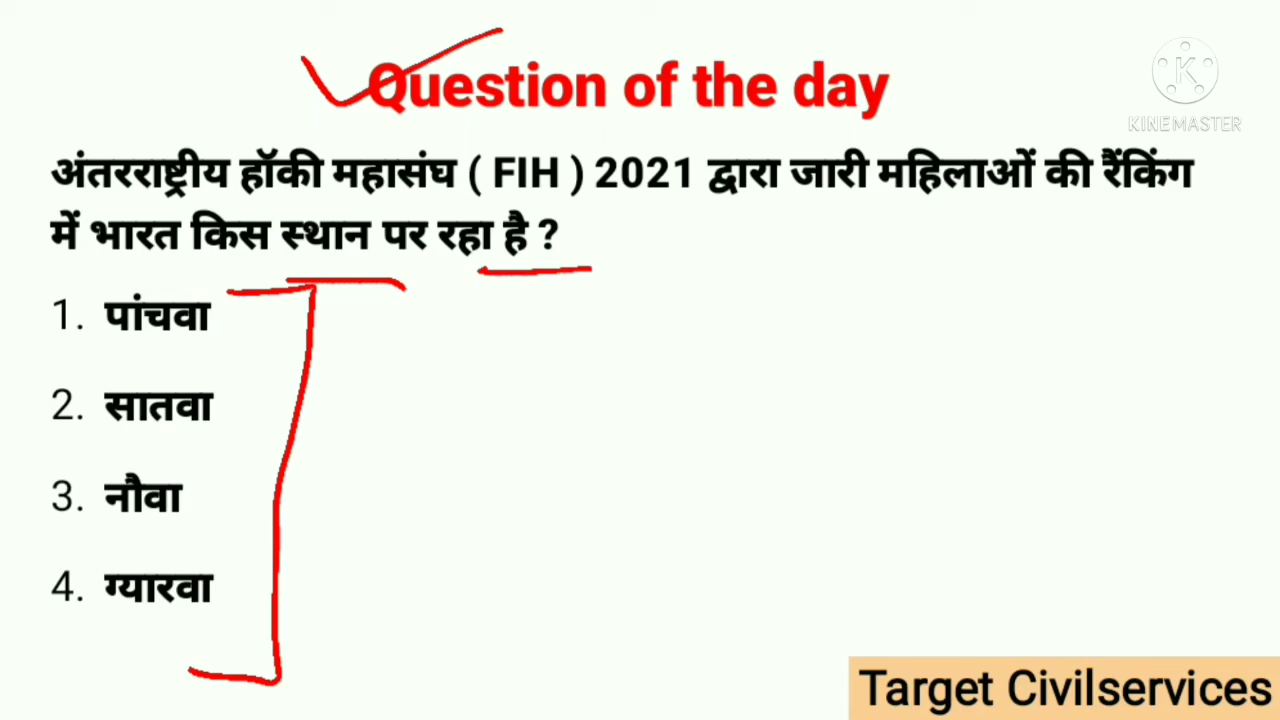 Question of the day
K
KINEMASTER
अंतरराष्ट्रीय हॉकी महासंघ ( FIH ) 2021 द्वारा जारी महिलाओं की रैंकिंग
में भारत किस स्थान पर रहा है ?
1. पांचवा
2. सातवा
3. नौवा
4. ग्यारवा
Target Civilservices